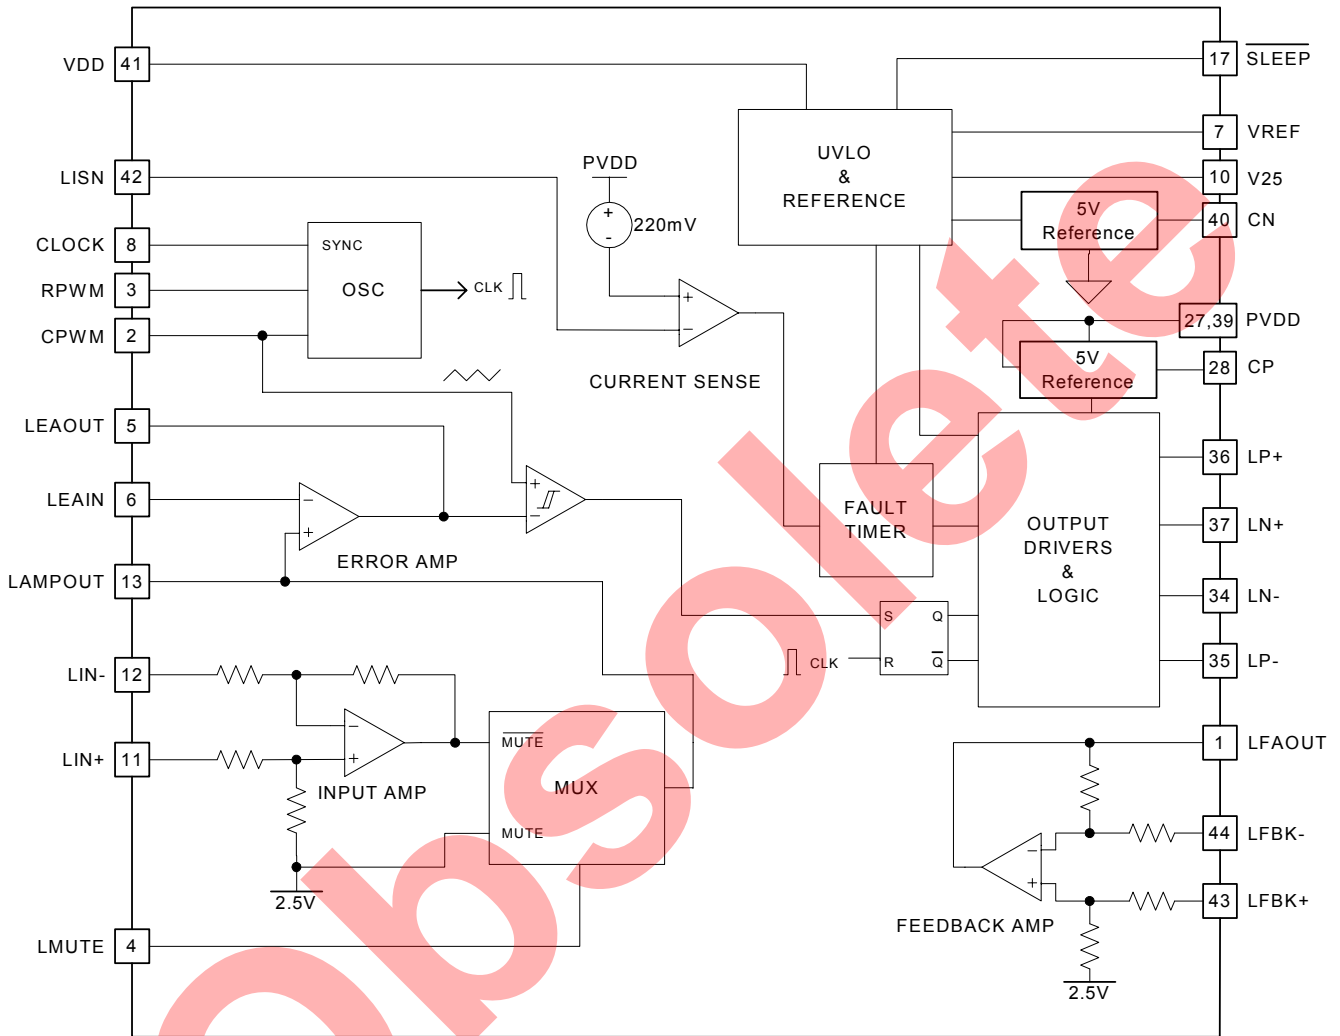 VDD 41
17 SLEEP
7 VREF
LISN 42
PVDD
UVLO
&
REFERENCE
10 V25
5V
Reference
40 CN
+
-
220mV
CLOCK 8
SYNC
RPWM 3
OSC
CLK
CPWM 2
+
−
27,39 PVDD
5V
Reference
28 CP
CURRENT SENSE
LEAOUT 5
36 LP+
LEAIN 6
−
+
+
−
ERROR AMP
FAULT
TIMER
OUTPUT
DRIVERS
&
LOGIC
37 LN+
LAMPOUT 13
34 LN-
S Q
CLK R Q
35 LP-
LIN- 12
−
+
LIN+ 11
INPUT AMP
MUTE
MUX
MUTE
2.5V
1 LFAOUT
44 LFBK-
−
+
43 LFBK+
FEEDBACK AMP
2.5V
LMUTE 4
Obsolete